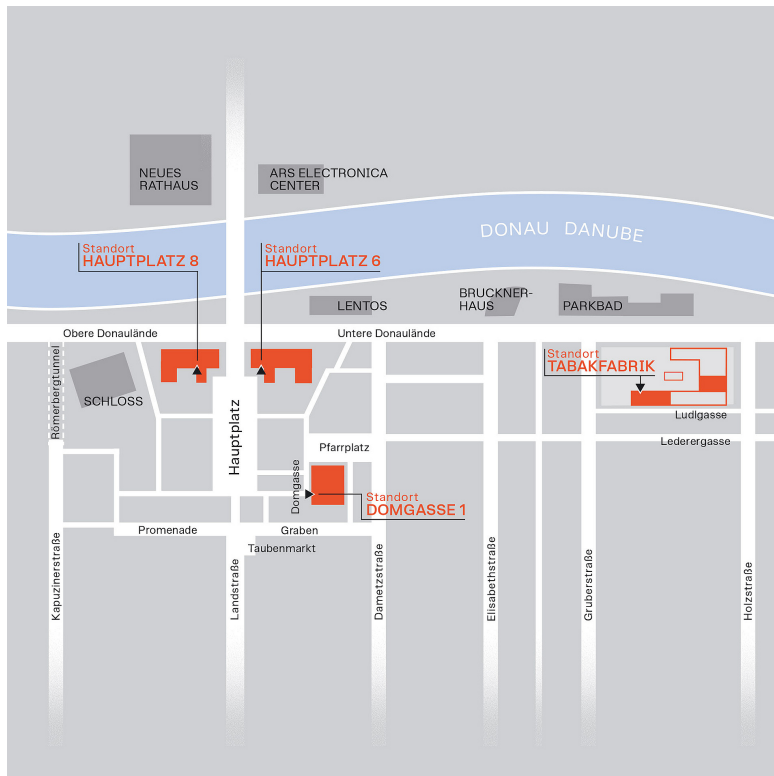 NEUES
RATHAUS
ARS ELECTRONICA
CENTER
DONAU DANUBE
Standort
HAUPTPLATZ 8
Standort
HAUPTPLATZ 6
LENTOS
BRUCKNER-
HAUS
PARKBAD
Obere Donaulände
Untere Donaulände
Römerbergtunnel
SCHLOSS
Standort
TABAKFABRIK
Ludlgasse
Lederergasse
Hauptplatz
Pfarrplatz
Domgasse
Standort
DOMGASSE 1
Promenade
Graben
Taubenmarkt
Kapuzinerstraße
Landstraße
Dametzstraße
Elisabethstraße
Gruberstraße
Holzstraße